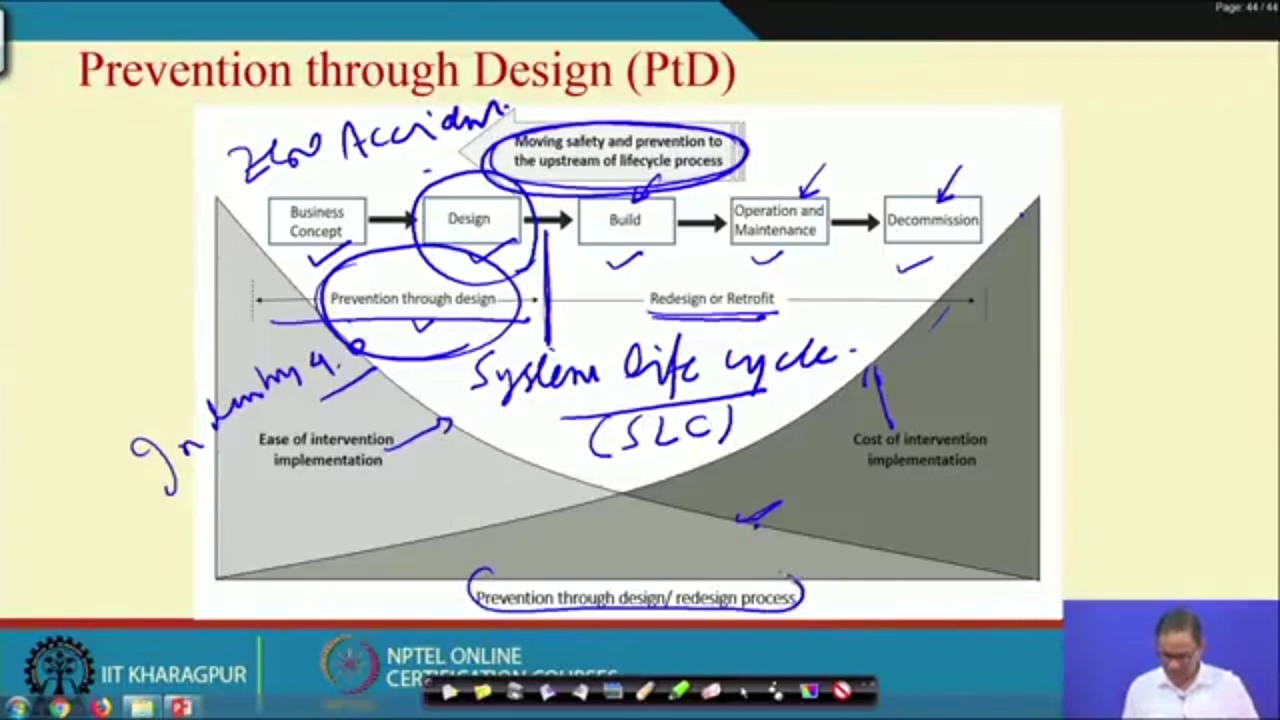 Page: 44 / 44
Prevention through Design (PtD)
Zero Accident
Moving safety and prevention to
the upstream of lifecycle process
Business
Concept
Design
Build
Operation and
Maintenance
Decommission
Prevention through design
Redesign or Retrofit
System life cycle.
(SLC)
Industry 4.0
Ease of intervention
implementation
Cost of intervention
implementation
Prevention through design/ redesign process
IIT KHARAGPUR
NPTEL ONLINE
CERTIFICATION COURSES